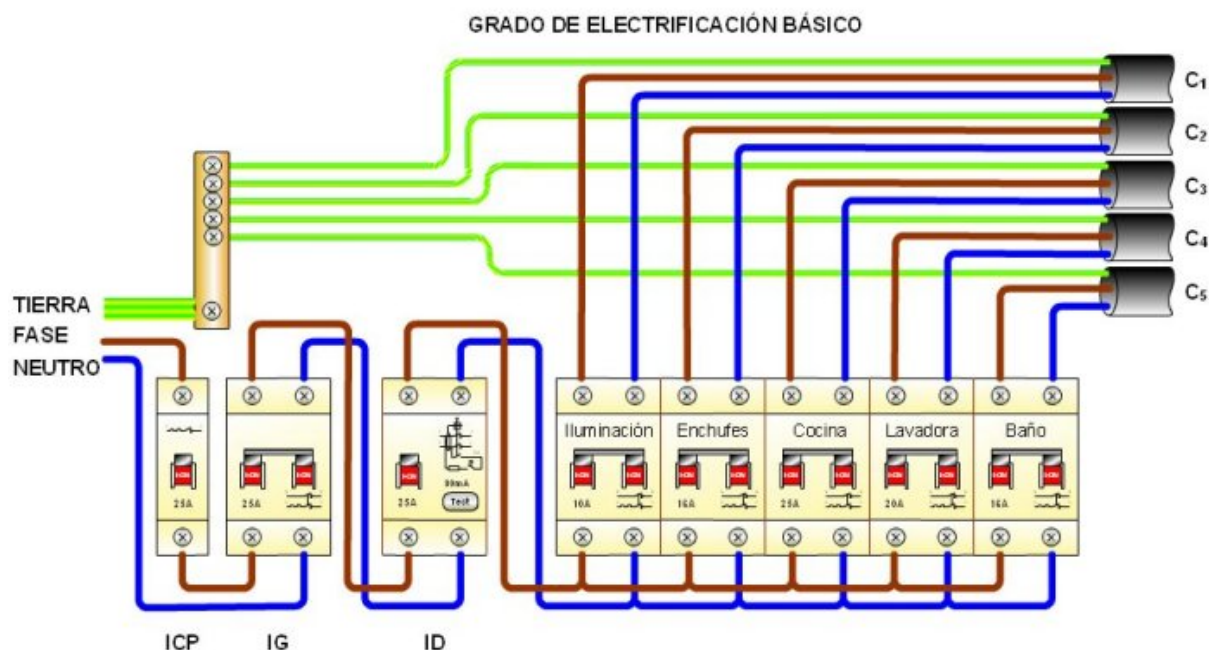 GRADO DE ELECTRIFICACIÓN BÁSICO
C1
C2
C3
C4
C5
TIERRA
FASE
NEUTRO
Iluminación Enchufes Cocina Lavadora Baño
25A 25A 25A Test 10A 16A 25A 20A 16A
ICP IG ID